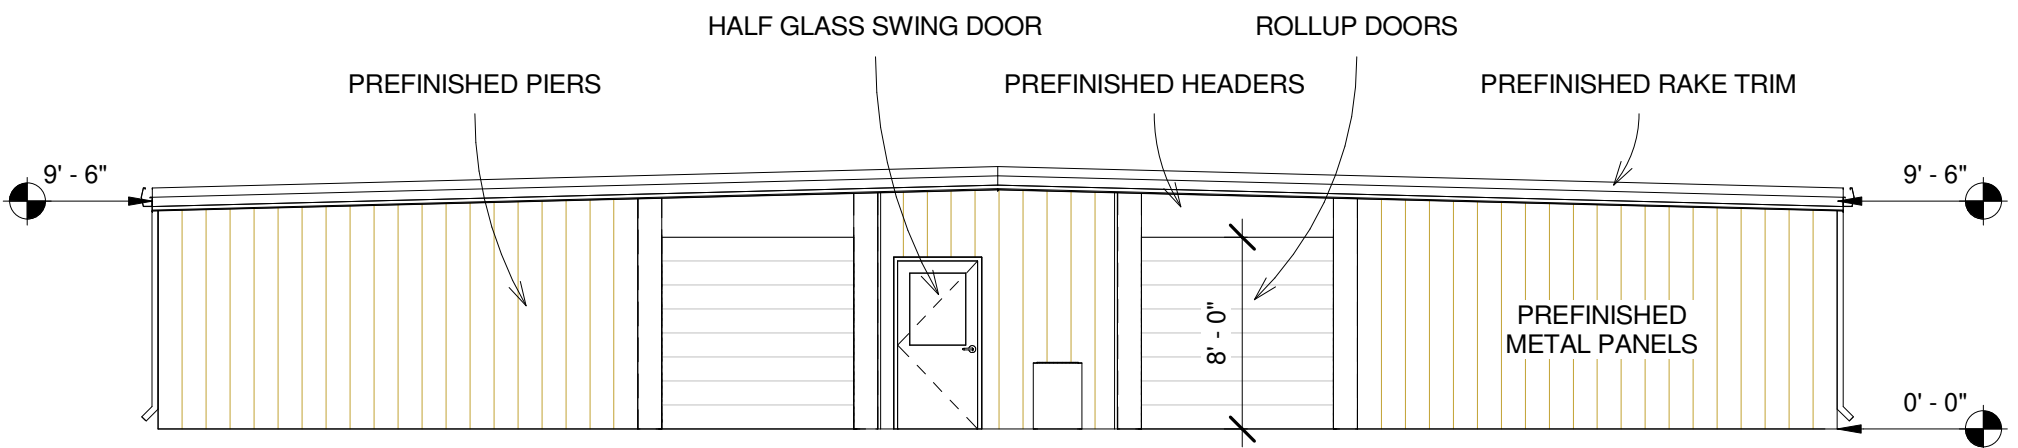 HALF GLASS SWING DOOR
ROLLUP DOORS
PREFINISHED PIERS
PREFINISHED HEADERS
PREFINISHED RAKE TRIM
9' - 6"
9' - 6"
8' - 0"
PREFINISHED
METAL PANELS
0' - 0"